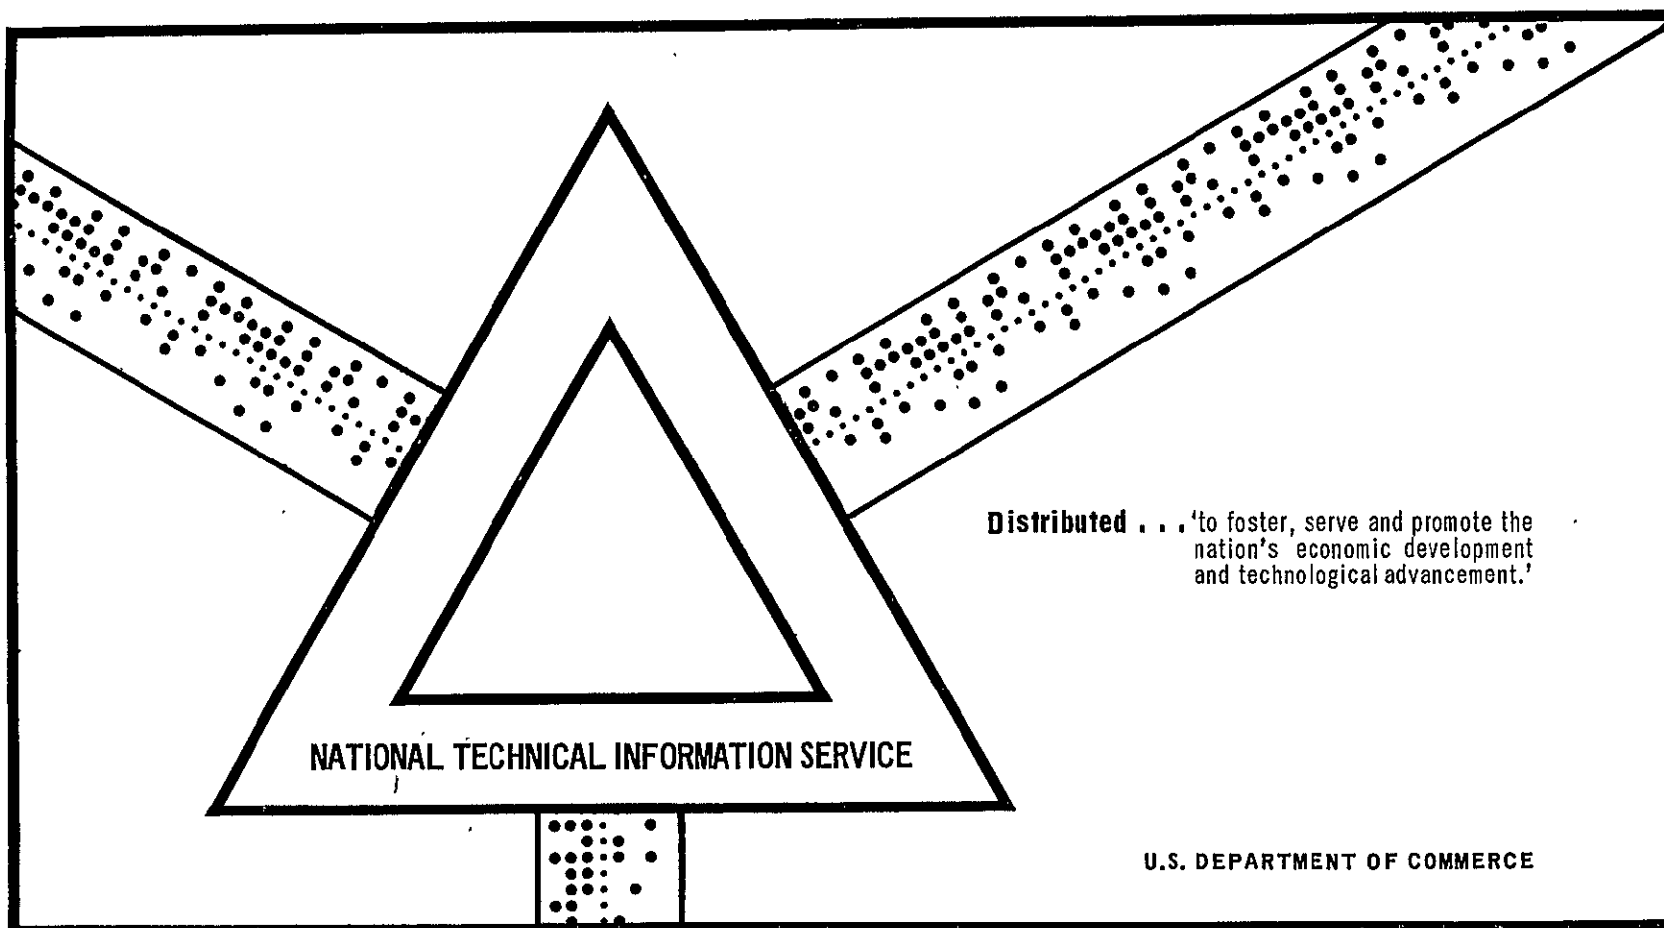 Distributed . . . 'to foster, serve and promote the
nation's economic development
and technological advancement.'
NATIONAL TECHNICAL INFORMATION SERVICE
U.S. DEPARTMENT OF COMMERCE